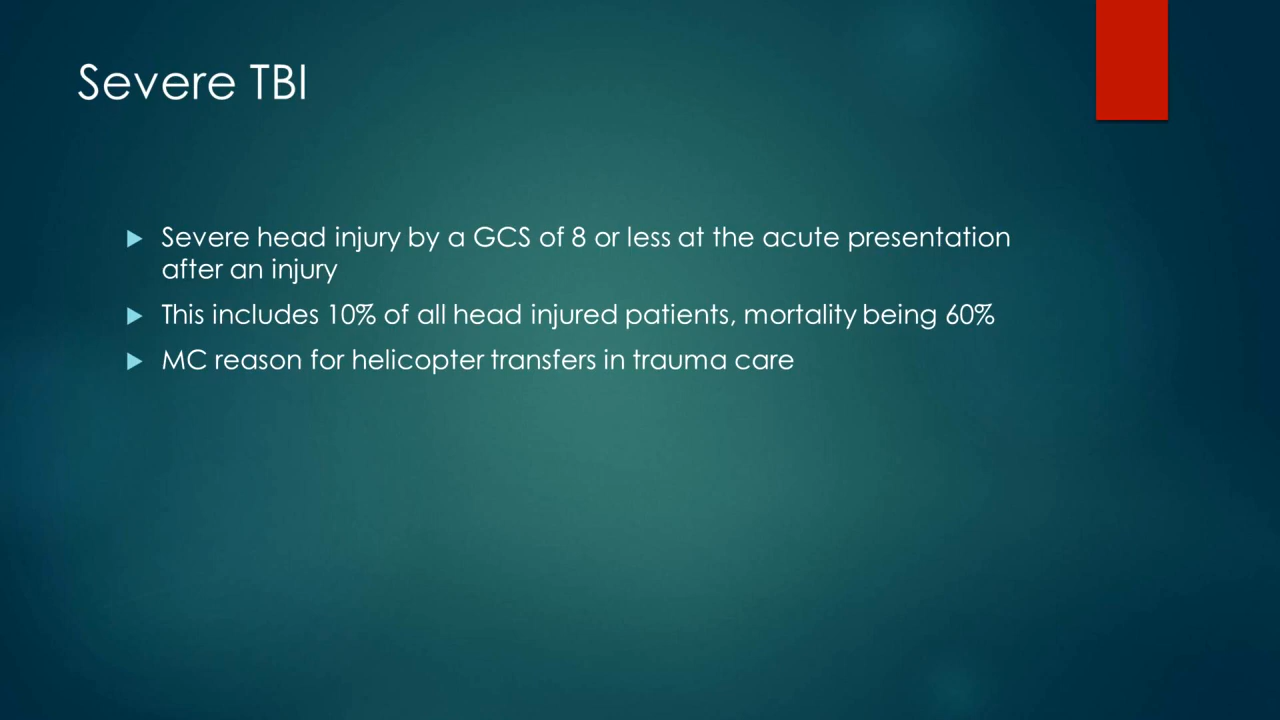 Severe TBI
Severe head injury by a GCS of 8 or less at the acute presentation
after an injury
This includes 10% of all head injured patients, mortality being 60%
MC reason for helicopter transfers in trauma care